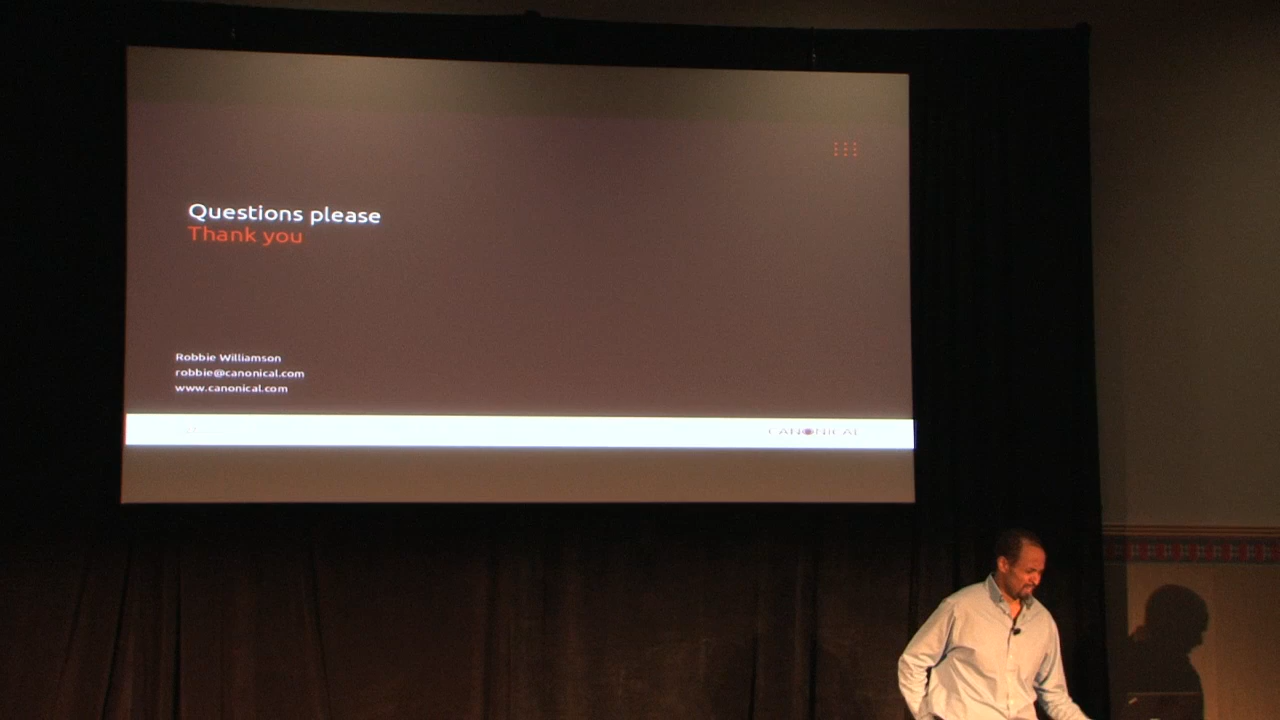 Questions please
Thank you
Robbie Williamson
robbie@canonical.com
www.canonical.com
CANONICAL